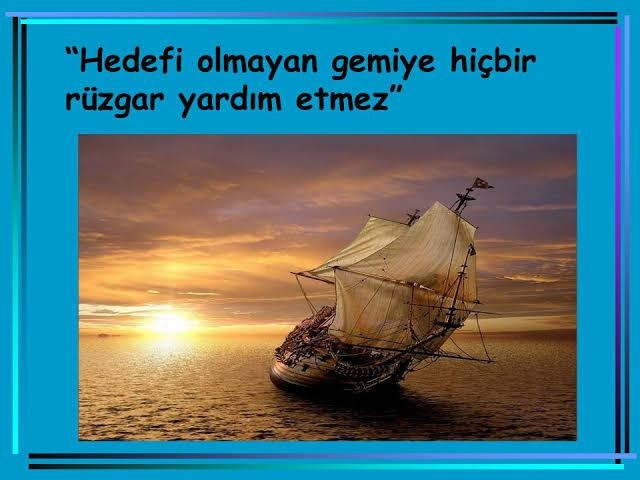 “Hedefi olmayan gemiye hiçbir
rüzgar yardım etmez”